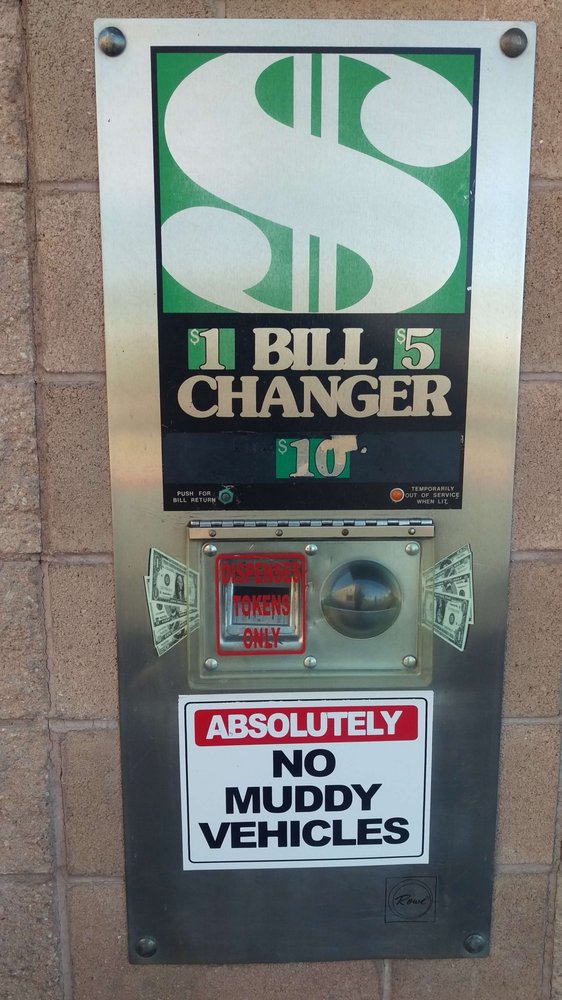 $
$1 BILL $5
CHANGER
$10
PUSH FOR
BILL RETURN
TEMPORARILY
OUT OF SERVICE
WHEN LIT.
DISPENSES
TOKENS
ONLY
ABSOLUTELY
NO
MUDDY
VEHICLES
Rowe